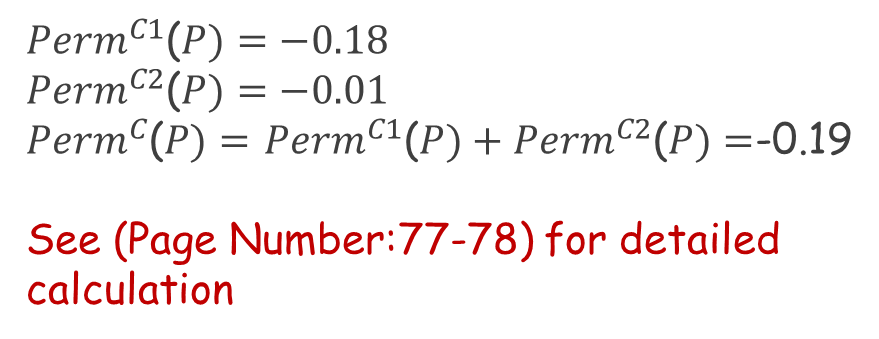 Perm^{C1}(P) = −0.18
Perm^{C2}(P) = −0.01
Perm^{C}(P) = Perm^{C1}(P) + Perm^{C2}(P) =-0.19
See (Page Number:77-78) for detailed
calculation